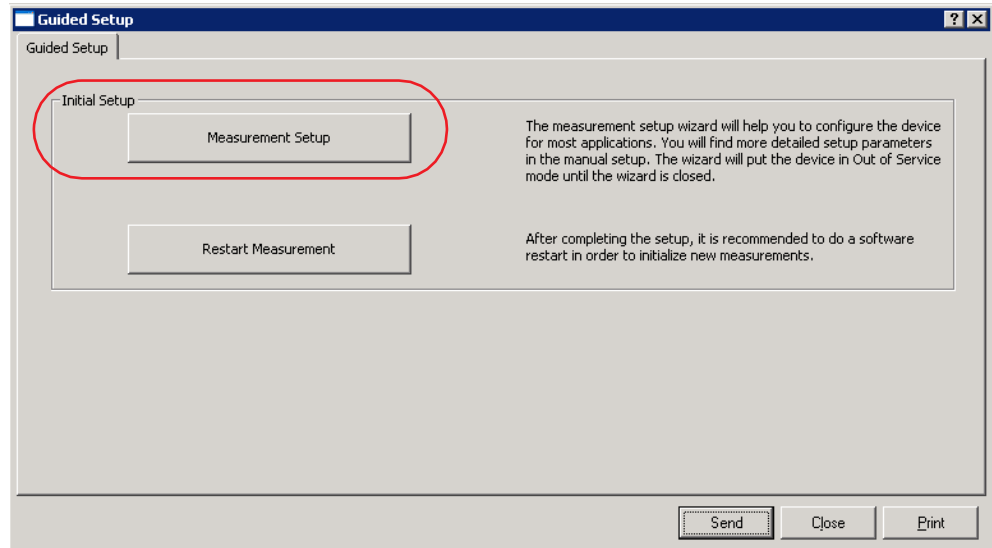 Guided Setup
Guided Setup
Initial Setup
Measurement Setup
The measurement setup wizard will help you to configure the device
for most applications. You will find more detailed setup parameters
in the manual setup. The wizard will put the device in Out of Service
mode until the wizard is closed.
Restart Measurement
After completing the setup, it is recommended to do a software
restart in order to initialize new measurements.
Send
Close
Print